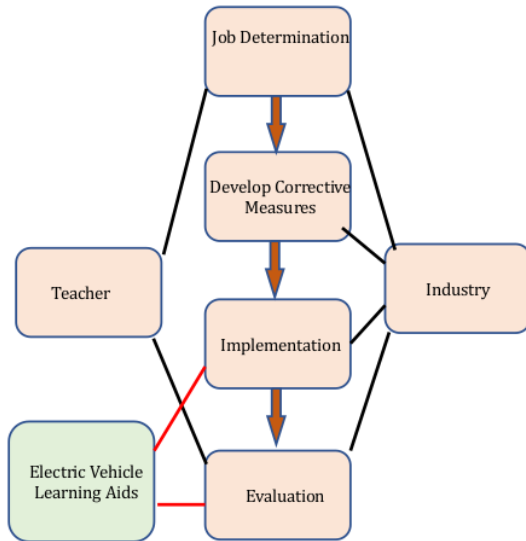 Job Determination
Develop Corrective
Measures
Teacher
Industry
Implementation
Electric Vehicle
Learning Aids
Evaluation